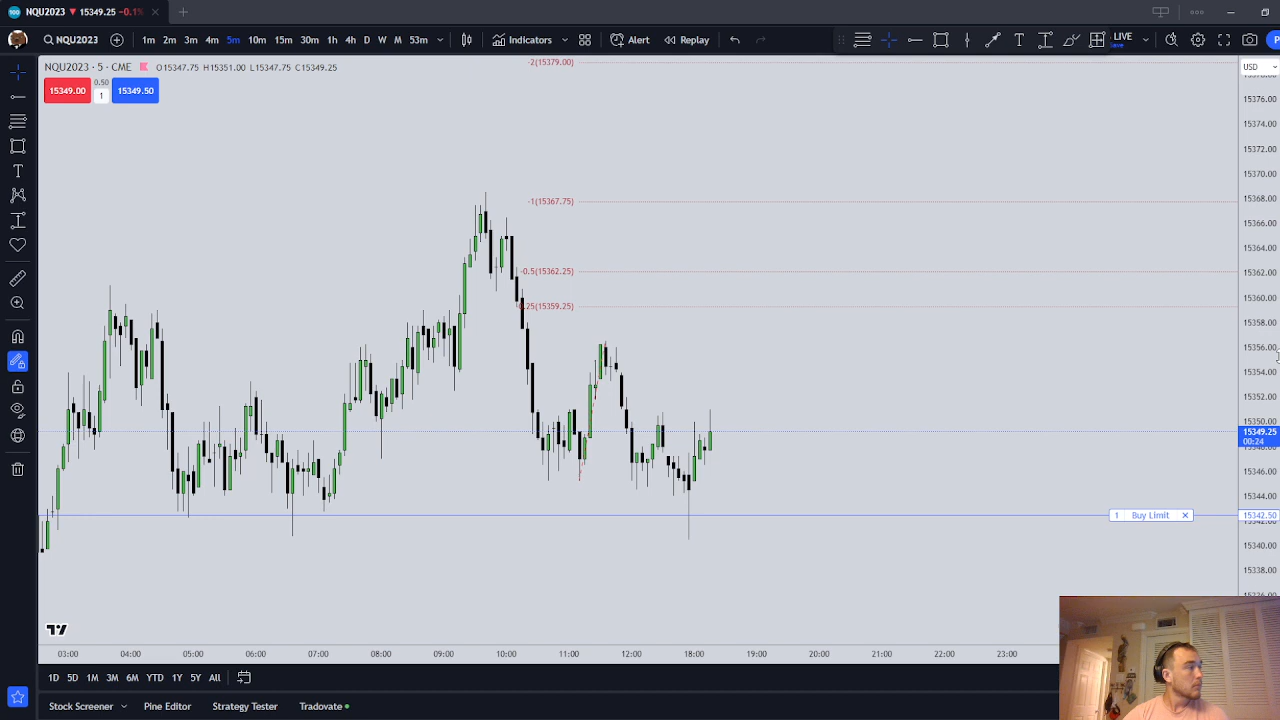 NQU2023 ▼ 15349.25 -0.1%
NQU2023 1m 2m 3m 4m 5m 10m 15m 30m 1h 4h D W M 53m Indicators Alert Replay LIVE
Save
NQU2023 · 5 · CME O15347.75 H15351.00 L15347.75 C15349.25
15349.00 0.50 1 15349.50
USD
-2(15379.00)
-1(15367.75)
-0.5(15362.25)
0.25(15359.25)
15376.00
15374.00
15372.00
15370.00
15368.00
15366.00
15364.00
15362.00
15360.00
15358.00
15356.00
15354.00
15352.00
15350.00
15349.25
00:24
15346.00
15344.00
1 Buy Limit 15342.50
15340.00
15338.00
03:00 04:00 05:00 06:00 07:00 08:00 09:00 10:00 11:00 12:00 18:00 19:00 20:00 21:00 22:00 23:00
1D 5D 1M 3M 6M YTD 1Y 5Y All
Stock Screener Pine Editor Strategy Tester Tradovate